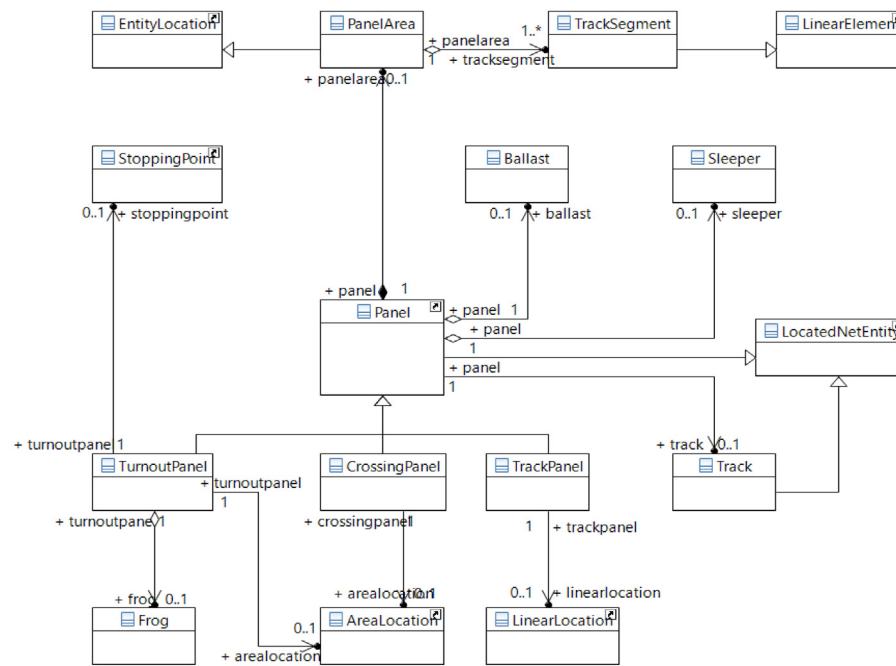 EntityLocation
PanelArea
+ panelarea
1
1..*
+ tracksegment
TrackSegment
LinearElemen
+ panelarea
0..1
StoppingPoint
0..1
+ stoppingpoint
Ballast
0..1
+ ballast
Sleeper
0..1
+ sleeper
+ panel
1
Panel
+ panel
1
+ panel
1
+ panel
1
LocatedNetEntity
+ turnoutpanel
1
+ track
0..1
TurnoutPanel
CrossingPanel
TrackPanel
Track
+ turnoutpanel
1
+ turnoutpanel
1
+ crossingpanel
1
1
+ trackpanel
+ frog
0..1
+ arealocation
0..1
0..1
+ linearlocation
Frog
0..1
+ arealocation
AreaLocation
LinearLocation